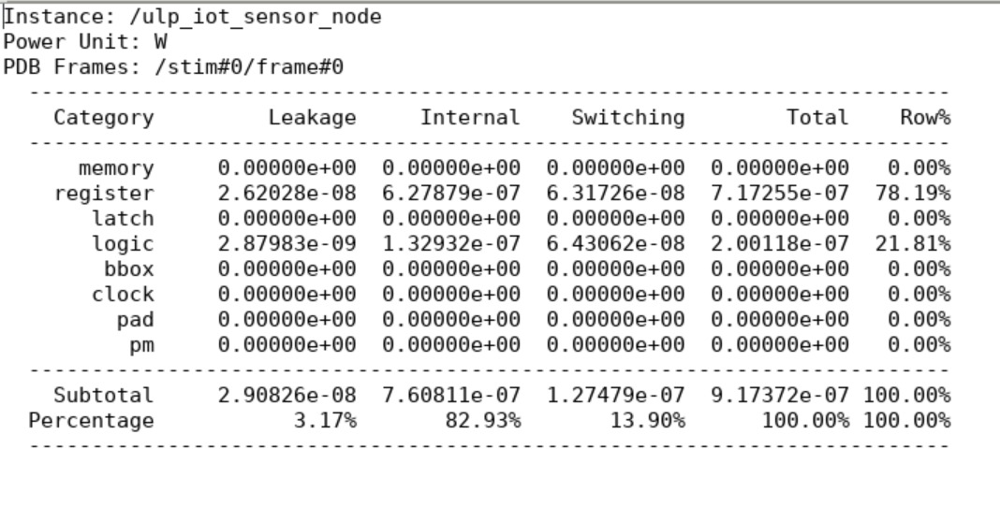 Instance: /ulp_iot_sensor_node
Power Unit: W
PDB Frames: /stim#0/frame#0
-------------------------------------------------------------------------
Category Leakage Internal Switching Total Row%
-------------------------------------------------------------------------
memory 0.00000e+00 0.00000e+00 0.00000e+00 0.00000e+00 0.00%
register 2.62028e-08 6.27879e-07 6.31726e-08 7.17255e-07 78.19%
latch 0.00000e+00 0.00000e+00 0.00000e+00 0.00000e+00 0.00%
logic 2.87983e-09 1.32932e-07 6.43062e-08 2.00118e-07 21.81%
bbox 0.00000e+00 0.00000e+00 0.00000e+00 0.00000e+00 0.00%
clock 0.00000e+00 0.00000e+00 0.00000e+00 0.00000e+00 0.00%
pad 0.00000e+00 0.00000e+00 0.00000e+00 0.00000e+00 0.00%
pm 0.00000e+00 0.00000e+00 0.00000e+00 0.00000e+00 0.00%
-------------------------------------------------------------------------
Subtotal 2.90826e-08 7.60811e-07 1.27479e-07 9.17372e-07 100.00%
Percentage 3.17% 82.93% 13.90% 100.00% 100.00%
-------------------------------------------------------------------------